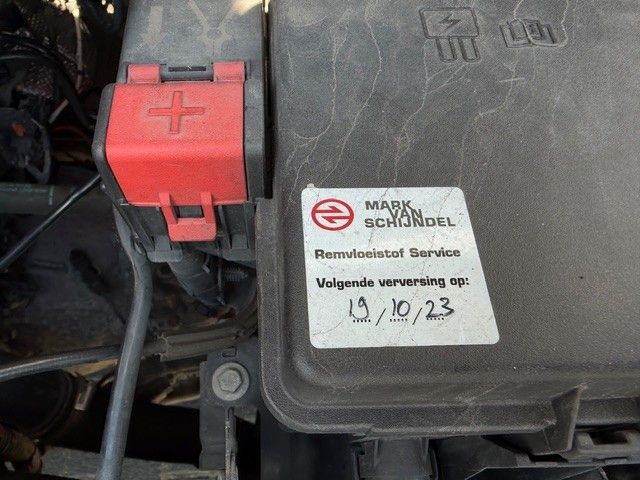 MARK
VAN
SCHIJNDEL
Remvloeistof Service
Volgende verversing op:
19/10/23